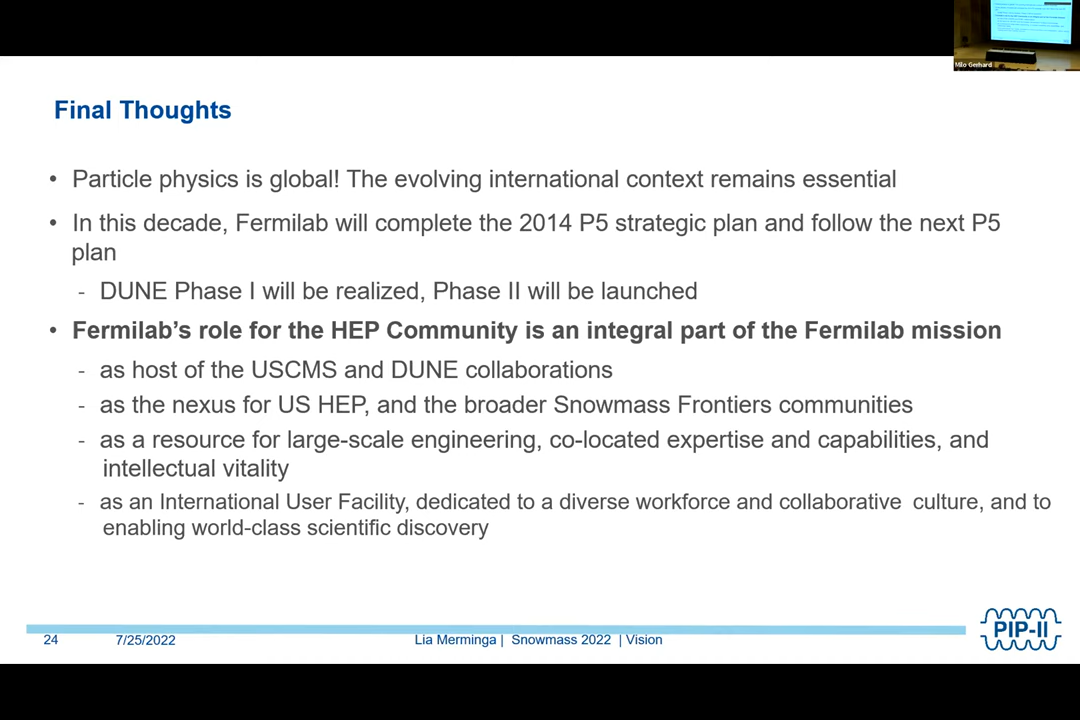 Milo Gerhard
Final Thoughts
• Particle physics is global! The evolving international context remains essential
• In this decade, Fermilab will complete the 2014 P5 strategic plan and follow the next P5
plan
- DUNE Phase I will be realized, Phase II will be launched
• Fermilab’s role for the HEP Community is an integral part of the Fermilab mission
- as host of the USCMS and DUNE collaborations
- as the nexus for US HEP, and the broader Snowmass Frontiers communities
- as a resource for large-scale engineering, co-located expertise and capabilities, and
intellectual vitality
- as an International User Facility, dedicated to a diverse workforce and collaborative culture, and to
enabling world-class scientific discovery
24 7/25/2022 Lia Merminga | Snowmass 2022 | Vision
PIP-II